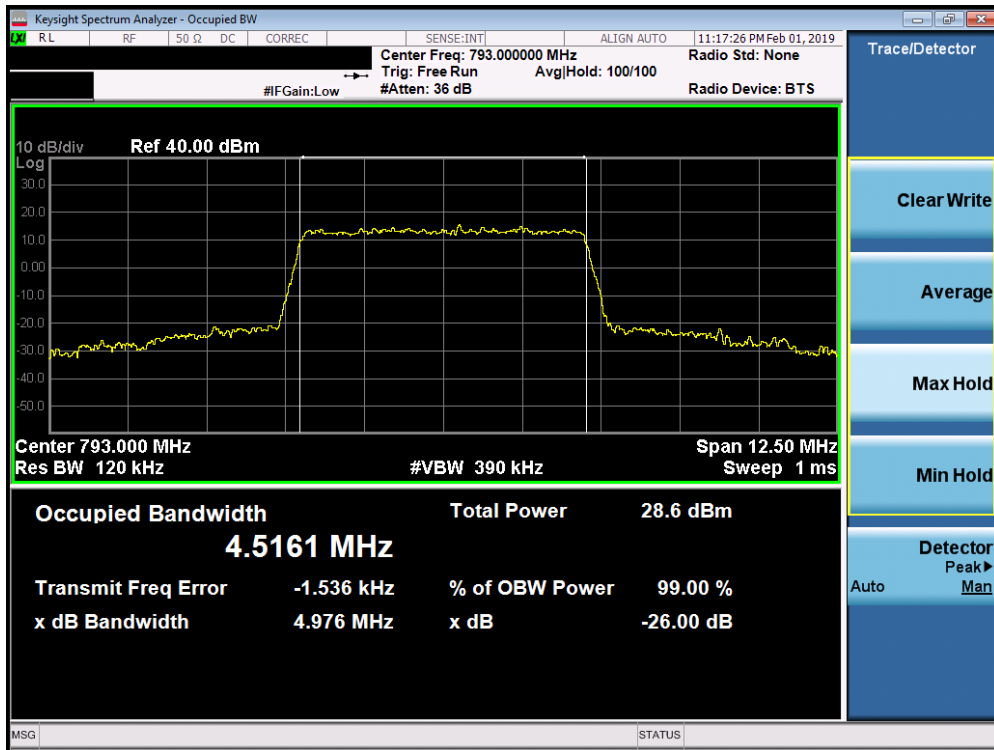 Keysight Spectrum Analyzer - Occupied BW
LXI RL RF 50 Ω DC CORREC SENSE:INT ALIGN AUTO 11:17:26 PM Feb 01, 2019
Center Freq: 793.000000 MHz Radio Std: None
Trig: Free Run Avg|Hold: 100/100
#IFGain:Low #Atten: 36 dB Radio Device: BTS
10 dB/div Ref 40.00 dBm
Log
30.0
20.0
10.0
0.00
-10.0
-20.0
-30.0
-40.0
-50.0
Center 793.000 MHz Span 12.50 MHz
Res BW 120 kHz #VBW 390 kHz Sweep 1 ms
Occupied Bandwidth Total Power 28.6 dBm
4.5161 MHz
Transmit Freq Error -1.536 kHz % of OBW Power 99.00 %
x dB Bandwidth 4.976 MHz x dB -26.00 dB
MSG STATUS
Trace/Detector
Clear Write
Average
Max Hold
Min Hold
Detector
Peak▶
Auto Man